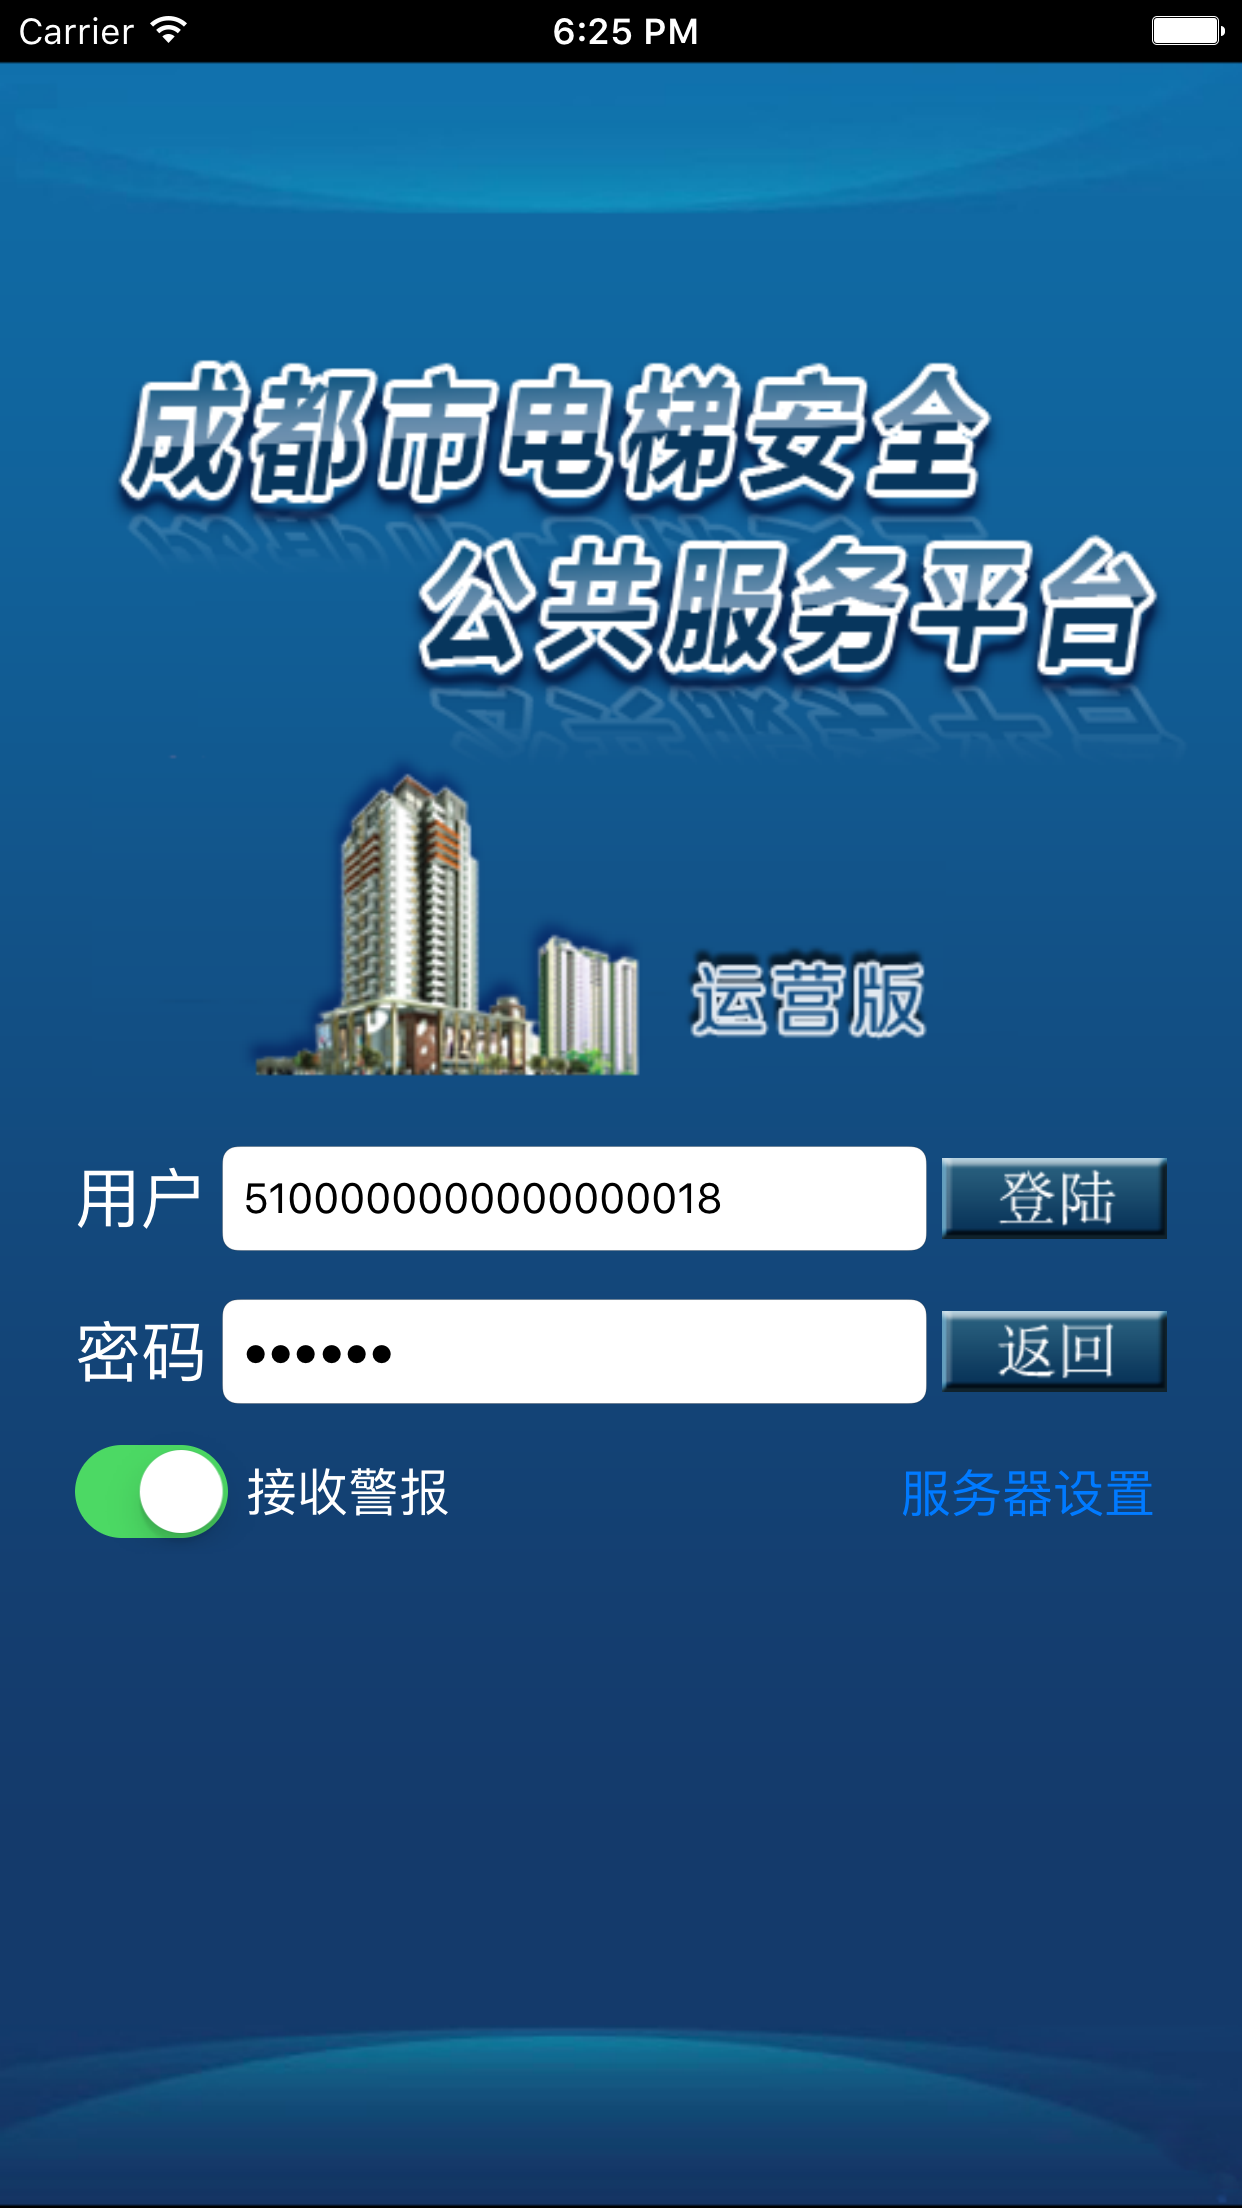 Carrier 6:25 PM
成都市电梯安全
公共服务平台
运营版
用户 5100000000000000018 登陆
密码 •••••• 返回
接收警报 服务器设置